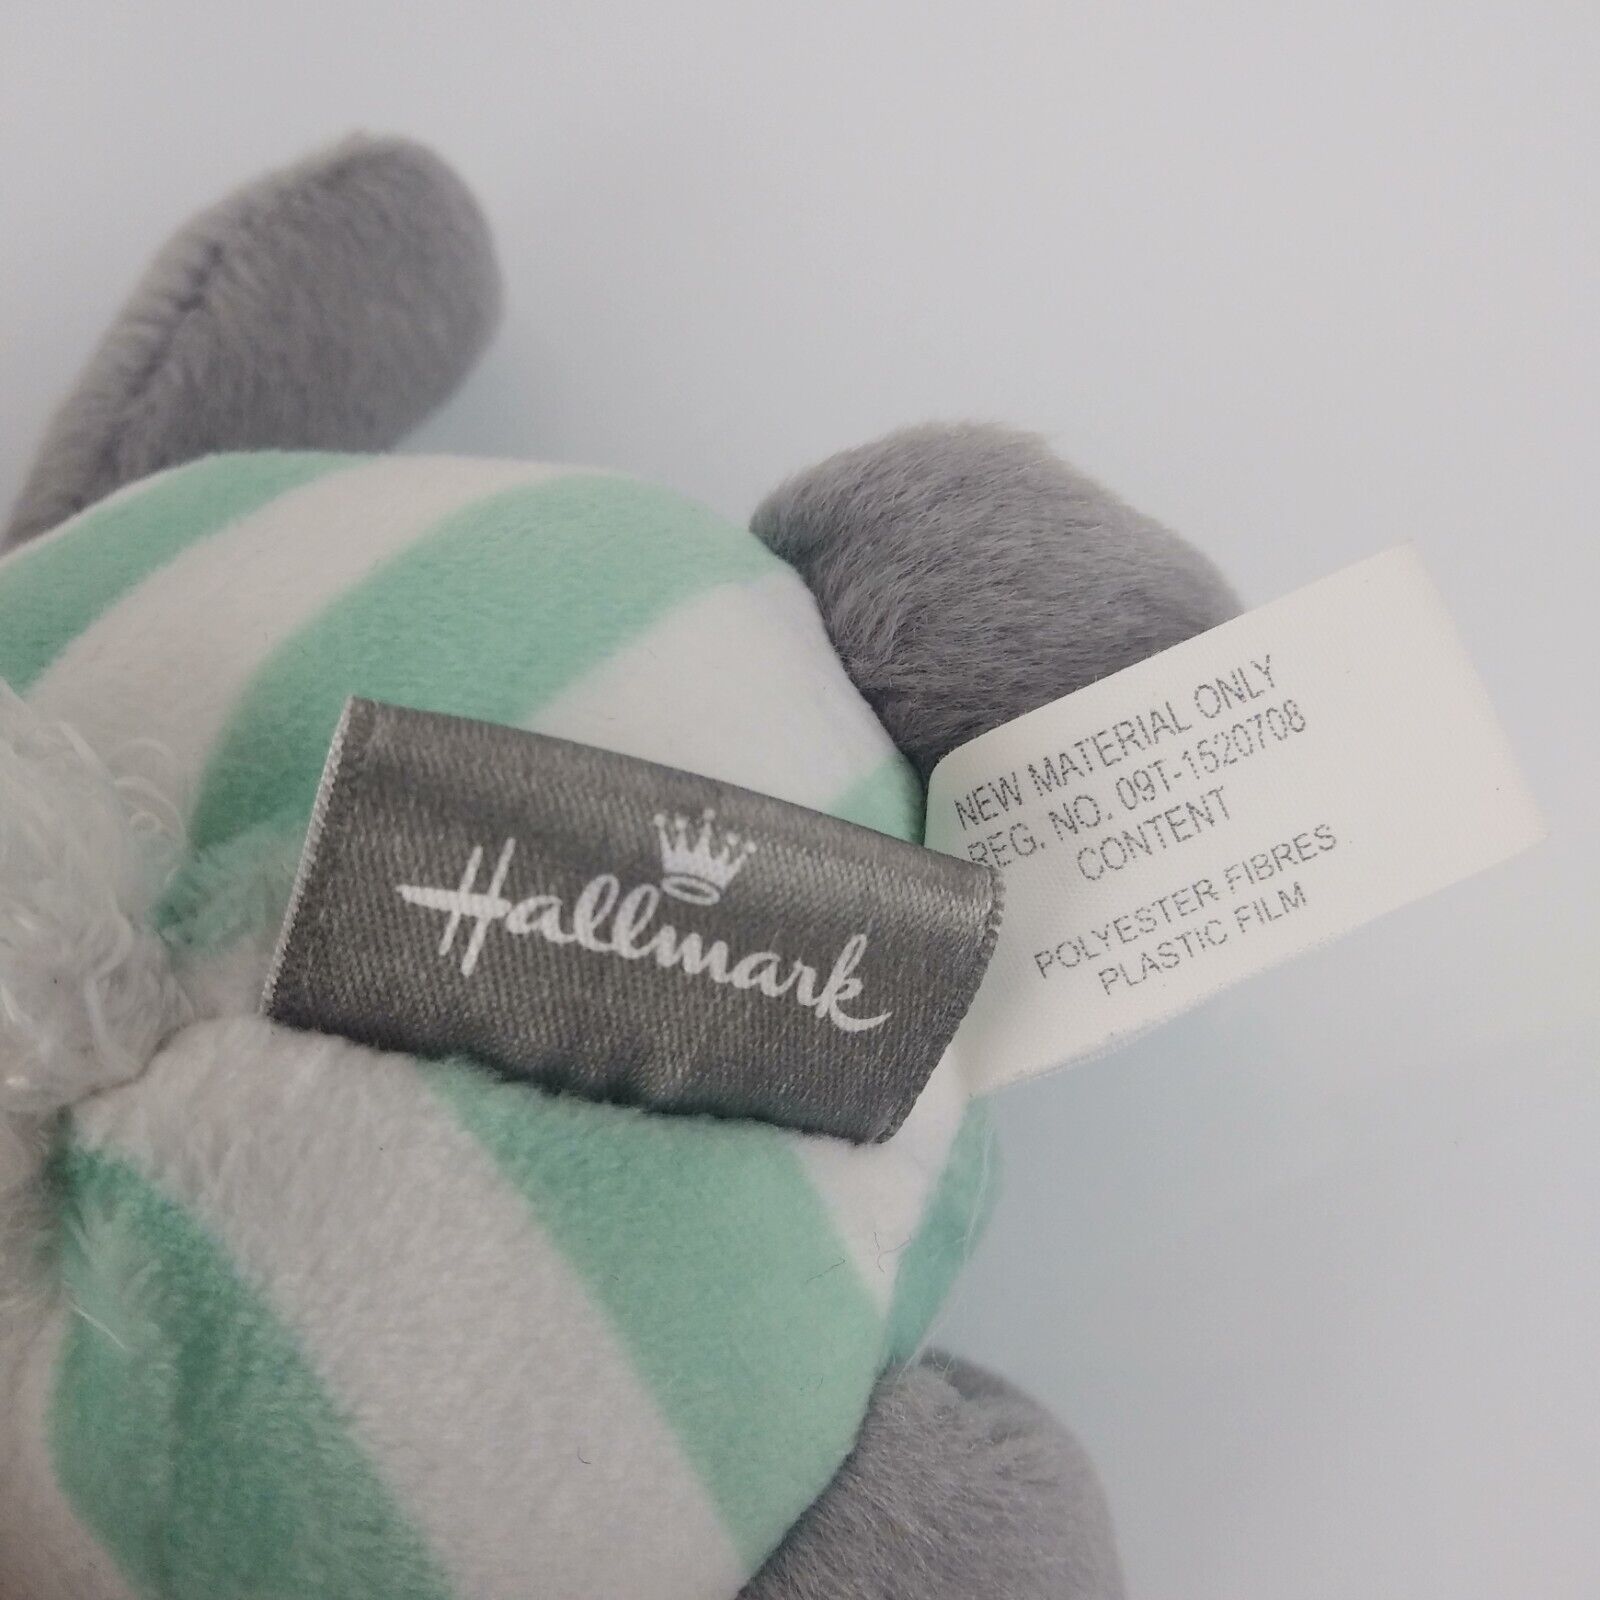 Hallmark
NEW MATERIAL ONLY
REG. NO. 09T-1520708
CONTENT
POLYESTER FIBRES
PLASTIC FILM